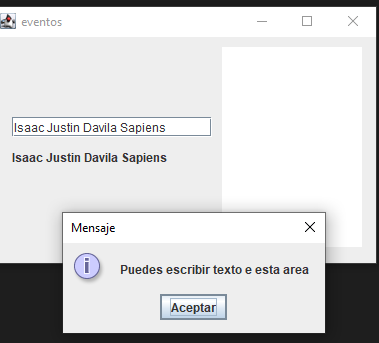 eventos
Isaac Justin Davila Sapiens
Isaac Justin Davila Sapiens
Mensaje
Puedes escribir texto e esta area
Aceptar